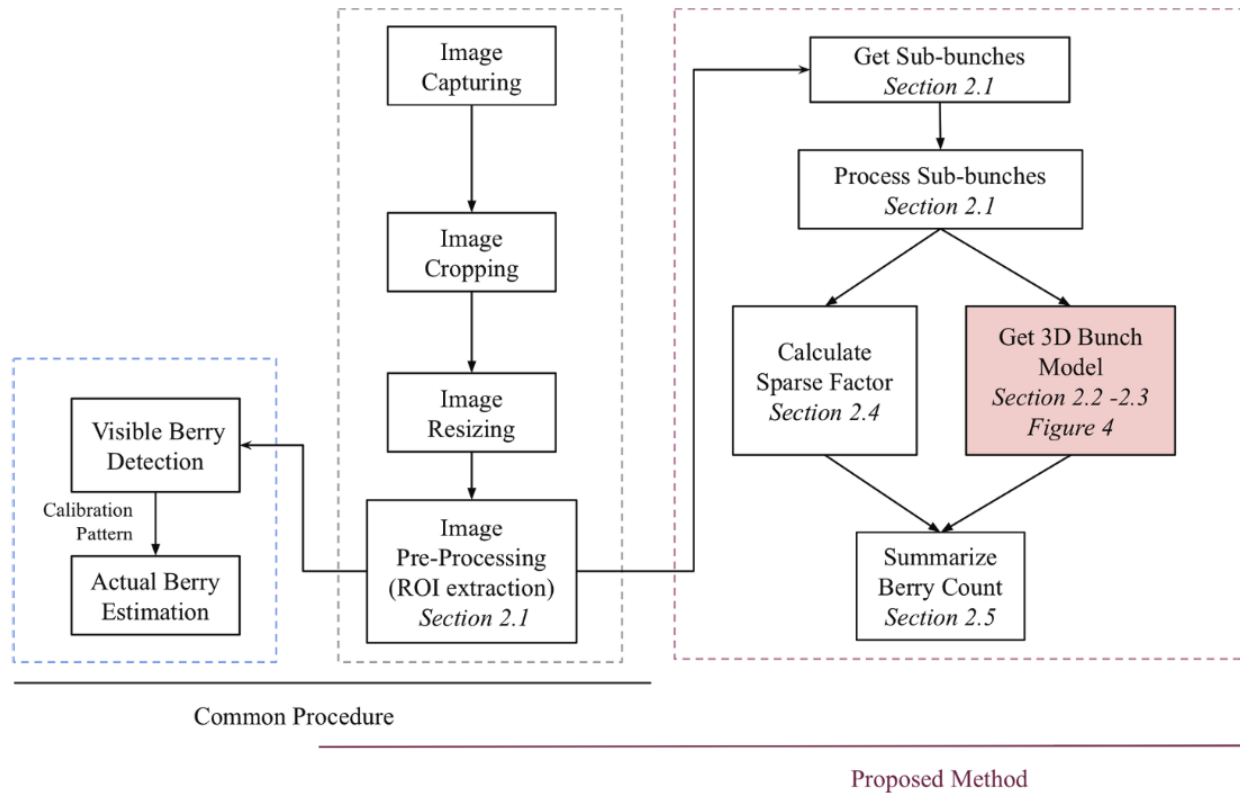 Image
Capturing
Image
Cropping
Image
Resizing
Image
Pre-Processing
(ROI extraction)
Section 2.1
Visible Berry
Detection
Calibration
Pattern
Actual Berry
Estimation
Get Sub-bunches
Section 2.1
Process Sub-bunches
Section 2.1
Calculate
Sparse Factor
Section 2.4
Get 3D Bunch
Model
Section 2.2 -2.3
Figure 4
Summarize
Berry Count
Section 2.5
Common Procedure
Proposed Method